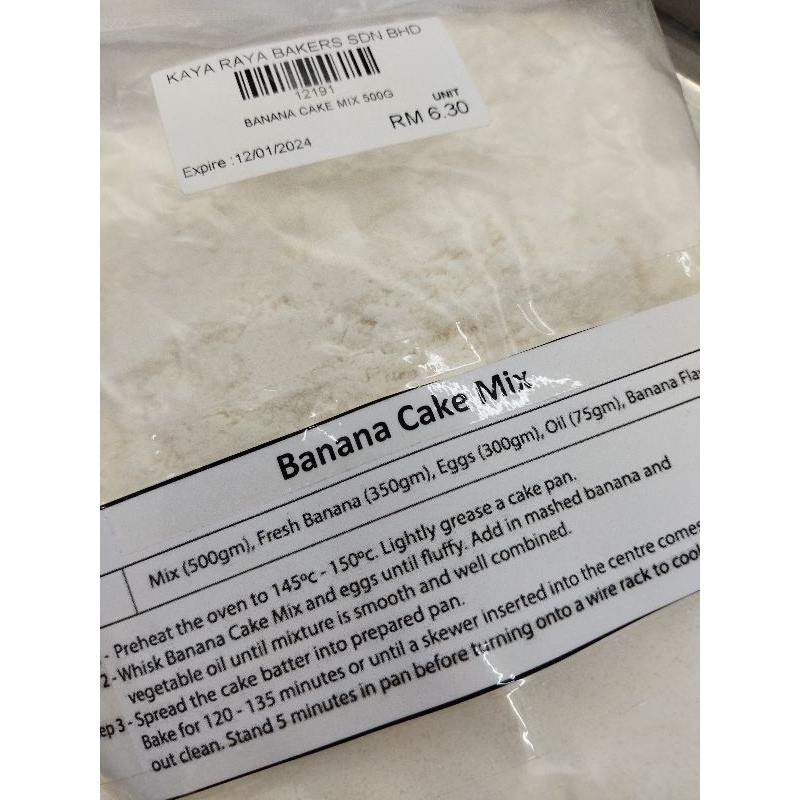 KAYA RAYA BAKERS SDN BHD
12191
BANANA CAKE MIX 500G
UNIT
RM 6.30
Expire :12/01/2024
Banana Cake Mix
Mix (500gm), Fresh Banana (350gm), Eggs (300gm), Oil (75gm), Banana Fla
- Preheat the oven to 145ºc - 150ºc. Lightly grease a cake pan.
2 - Whisk Banana Cake Mix and eggs until fluffy. Add in mashed banana and
vegetable oil until mixture is smooth and well combined.
ep 3 - Spread the cake batter into prepared pan.
Bake for 120 - 135 minutes or until a skewer inserted into the centre comes
out clean. Stand 5 minutes in pan before turning onto a wire rack to cool